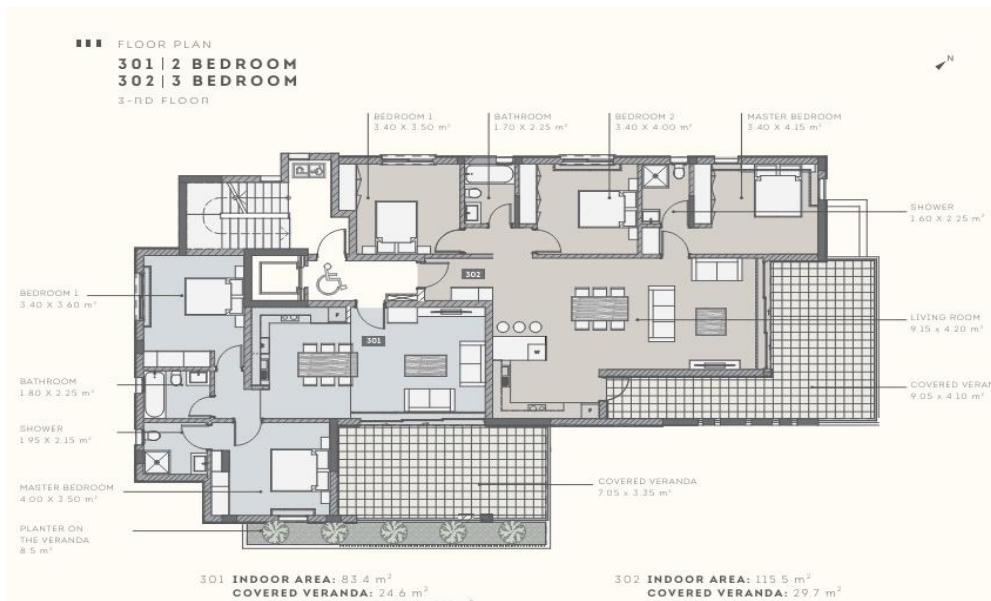 FLOOR PLAN
301 | 2 BEDROOM
302 | 3 BEDROOM
3-RD FLOOR
N
BEDROOM 1
3.40 X 3.50 m²
BATHROOM
1.70 X 2.25 m²
BEDROOM 2
3.40 X 4.00 m²
MASTER BEDROOM
3.40 X 4.15 m²
SHOWER
1.60 X 2.25 m²
302
BEDROOM 1
3.40 X 3.60 m²
LIVING ROOM
9.15 x 4.20 m²
301
BATHROOM
1.80 X 2.25 m²
COVERED VERAN
9.05 x 4.10 m²
SHOWER
1.95 X 2.15 m²
MASTER BEDROOM
4.00 X 3.50 m²
COVERED VERANDA
7.05 x 3.35 m²
PLANTER ON
THE VERANDA
8.5 m²
301 INDOOR AREA: 83.4 m²
COVERED VERANDA: 24.6 m²
302 INDOOR AREA: 115.5 m²
COVERED VERANDA: 29.7 m²